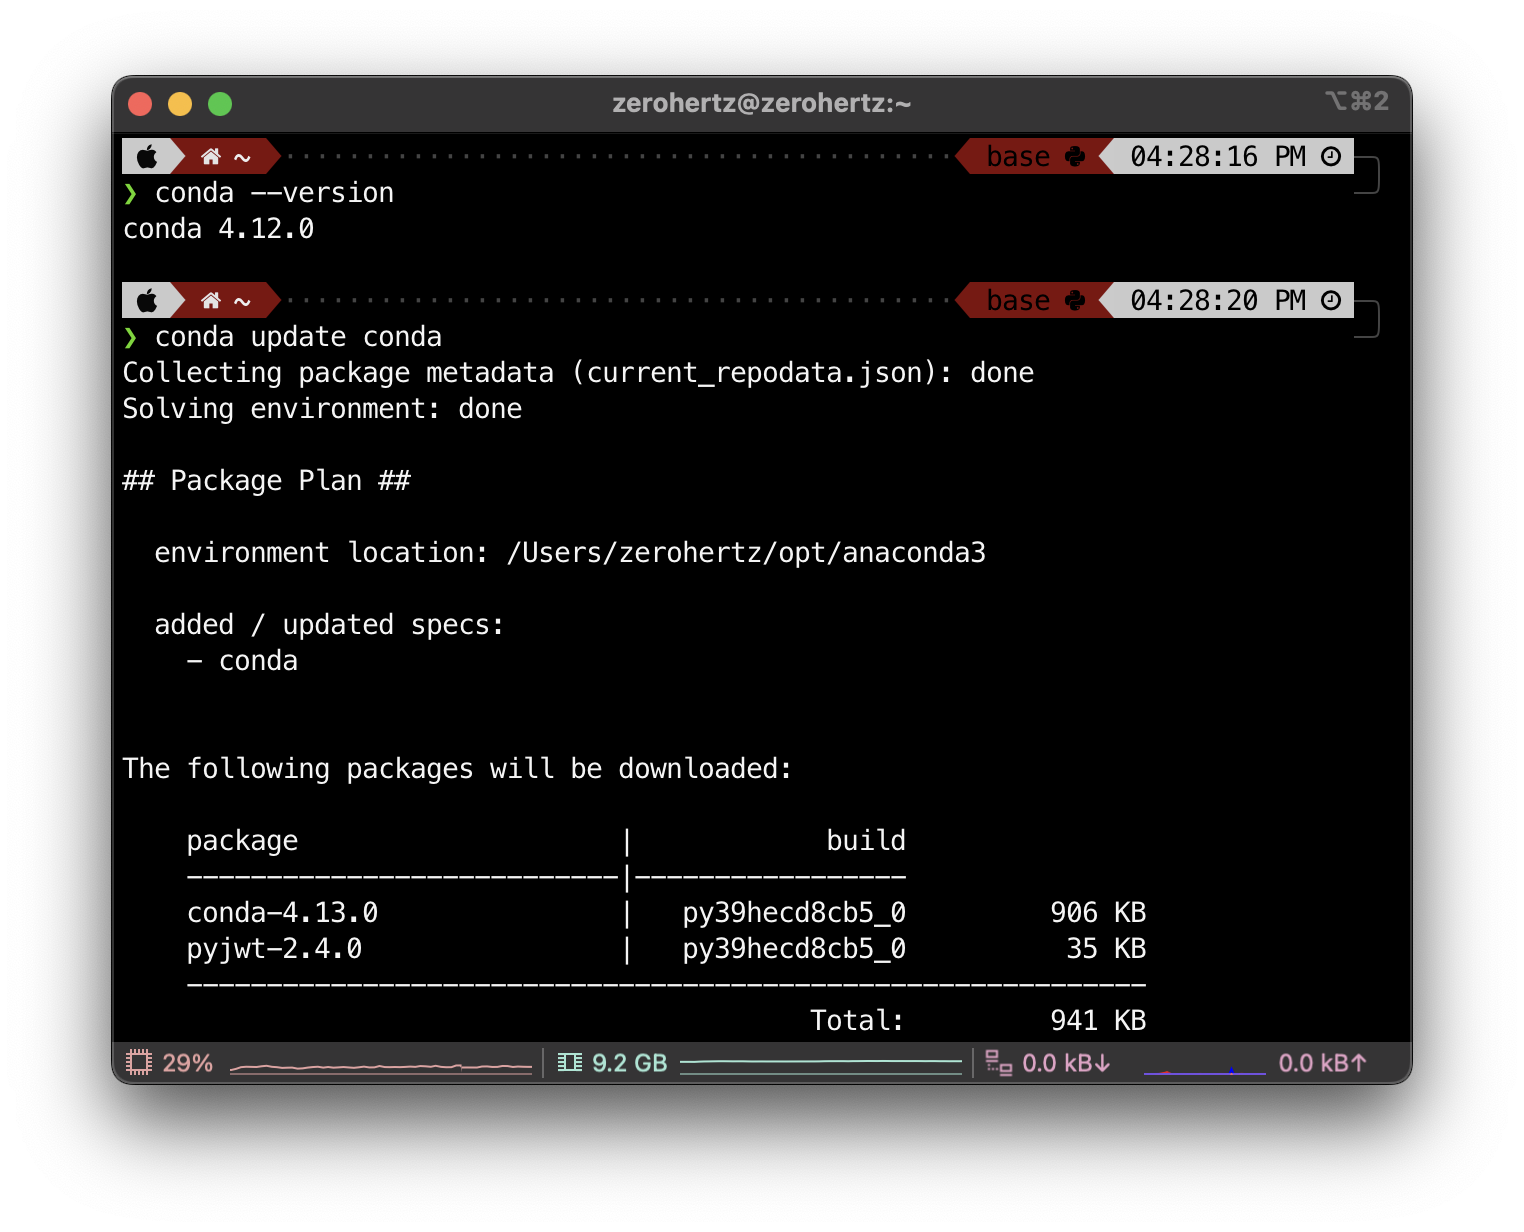 zerohertz@zerohertz:~
⌥⌘2
~ base 04:28:16 PM
❯ conda --version
conda 4.12.0
~ base 04:28:20 PM
❯ conda update conda
Collecting package metadata (current_repodata.json): done
Solving environment: done
## Package Plan ##
environment location: /Users/zerohertz/opt/anaconda3
added / updated specs:
- conda
The following packages will be downloaded:
package | build
---------------------------|-----------------
conda-4.13.0 | py39hecd8cb5_0 906 KB
pyjwt-2.4.0 | py39hecd8cb5_0 35 KB
------------------------------------------------------------
Total: 941 KB
29% 9.2 GB 0.0 kB↓ 0.0 kB↑